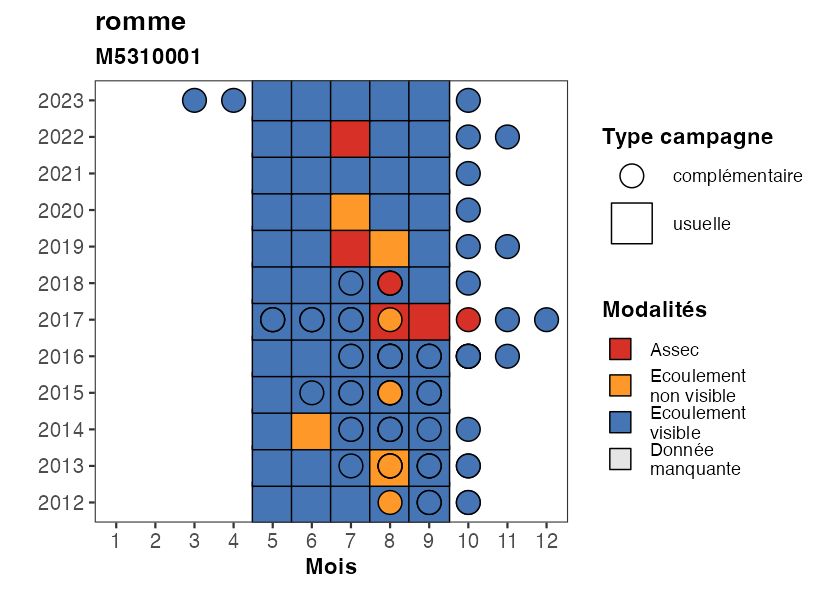 romme
M5310001
2023
2022
2021
2020
2019
2018
2017
2016
2015
2014
2013
2012
1 2 3 4 5 6 7 8 9 10 11 12
Mois
Type campagne
complémentaire
usuelle
Modalités
Assec
Ecoulement
non visible
Ecoulement
visible
Donnée
manquante